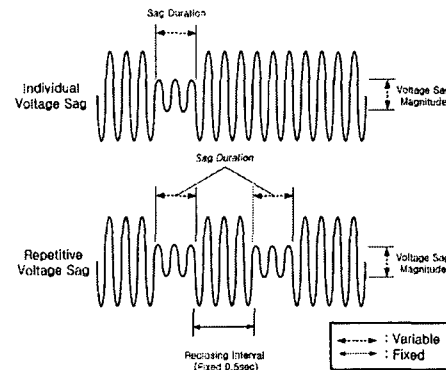 Sag Duration
Individual
Voltage Sag
Voltage Sag
Magnitude
Sag Duration
Repetitive
Voltage Sag
Voltage Sag
Magnitude
Reclosing Interval
(Fixed 0.5sec)
: Variable
: Fixed